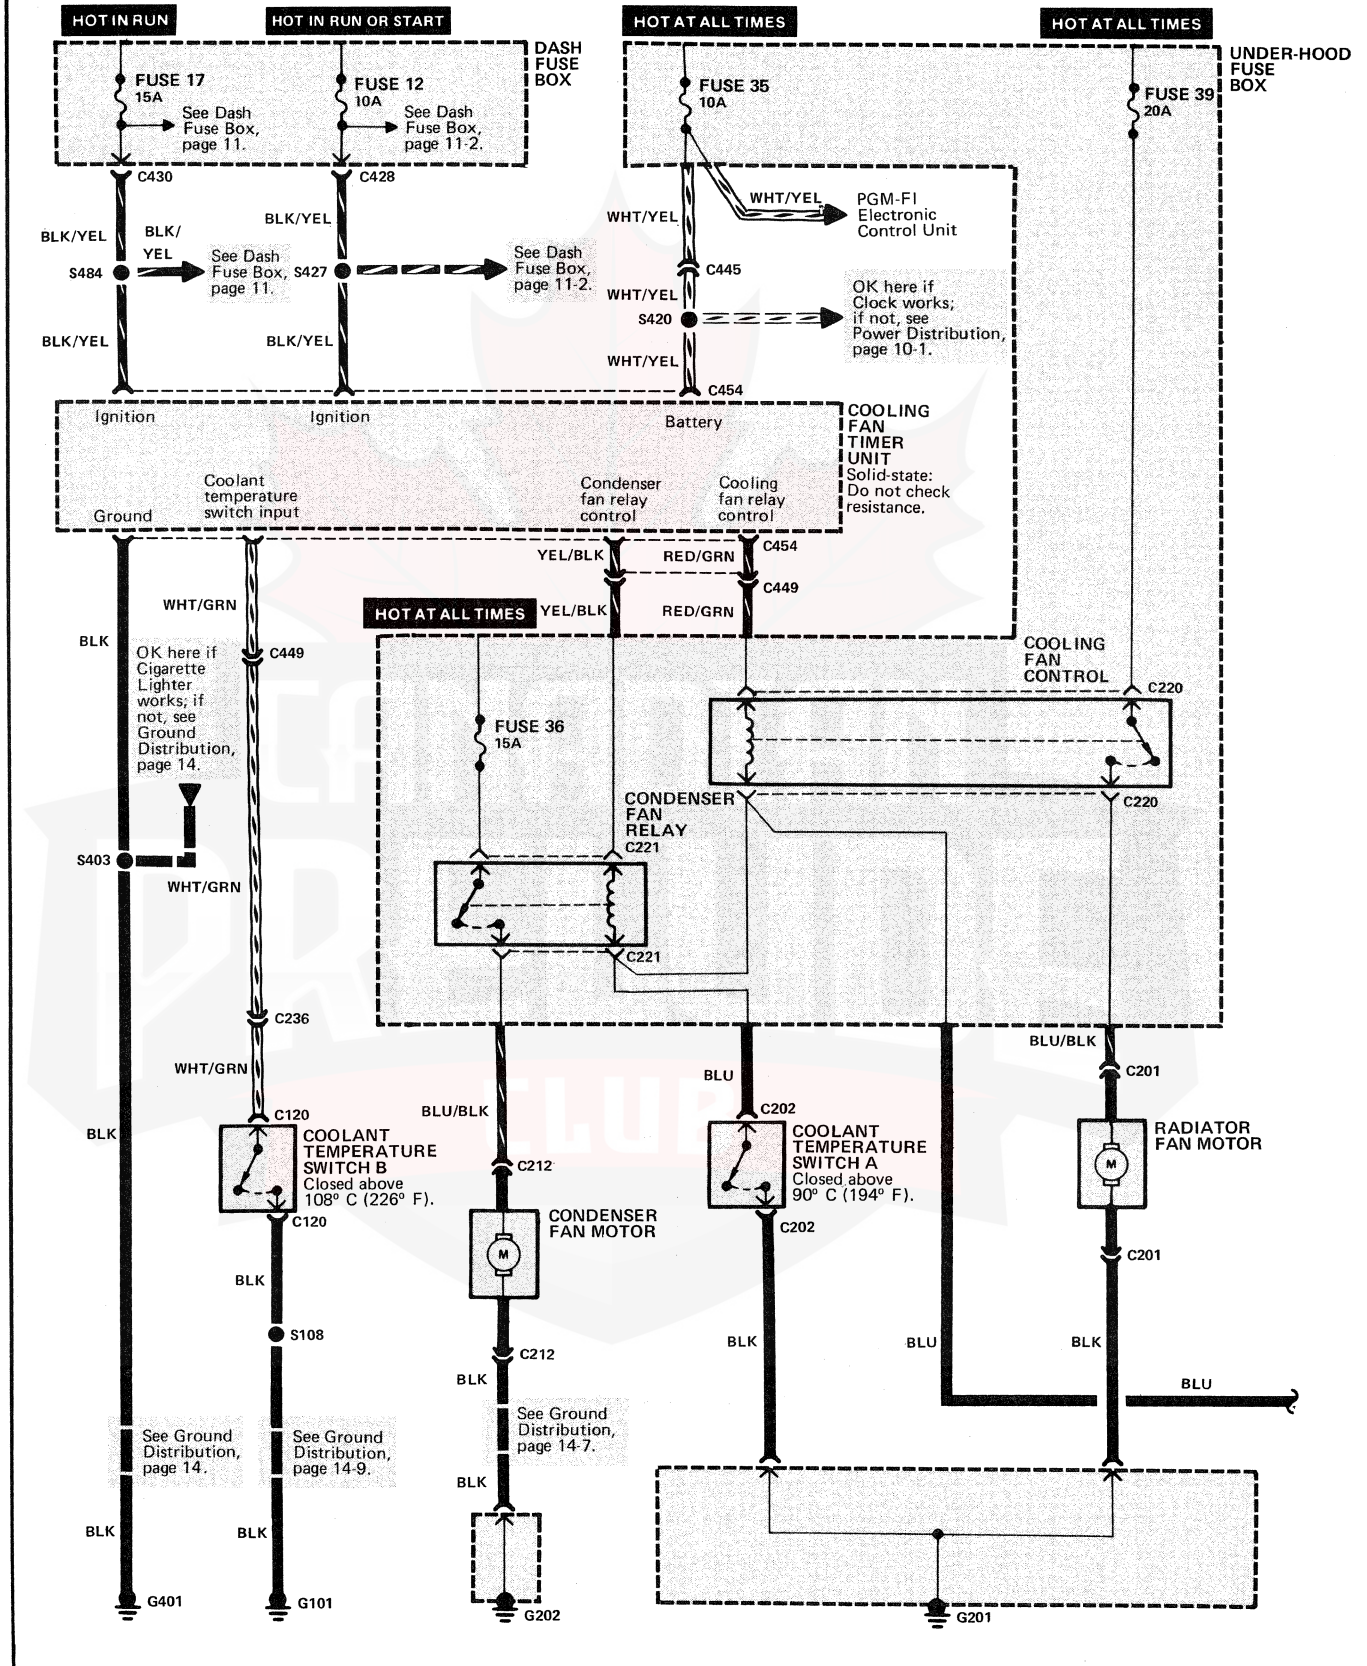 HOT IN RUN
HOT IN RUN OR START
HOT AT ALL TIMES
HOT AT ALL TIMES
DASH
FUSE
BOX
UNDER-HOOD
FUSE
BOX
FUSE 17
15A
See Dash
Fuse Box,
page 11.
FUSE 12
10A
See Dash
Fuse Box,
page 11-2.
FUSE 35
10A
FUSE 39
20A
C430
C428
BLK/YEL
BLK/
YEL
BLK/YEL
WHT/YEL
WHT/YEL
PGM-FI
Electronic
Control Unit
S484
See Dash
Fuse Box,
page 11.
S427
See Dash
Fuse Box,
page 11-2.
C445
WHT/YEL
S420
OK here if
Clock works;
if not, see
Power Distribution,
page 10-1.
BLK/YEL
BLK/YEL
WHT/YEL
C454
Ignition
Ignition
Battery
COOLING
FAN
TIMER
UNIT
Solid-state:
Do not check
resistance.
Ground
Coolant
temperature
switch input
Condenser
fan relay
control
Cooling
fan relay
control
YEL/BLK
RED/GRN
C454
C449
WHT/GRN
HOT AT ALL TIMES
YEL/BLK
RED/GRN
BLK
OK here if
Cigarette
Lighter
works; if
not, see
Ground
Distribution,
page 14.
C449
COOLING
FAN
CONTROL
C220
FUSE 36
15A
CONDENSER
FAN
RELAY
C221
C220
S403
WHT/GRN
C221
CLUB
C236
WHT/GRN
BLU/BLK
C201
BLU
BLU/BLK
C120
C202
BLK
COOLANT
TEMPERATURE
SWITCH B
Closed above
108° C (226° F).
C212
COOLANT
TEMPERATURE
SWITCH A
Closed above
90° C (194° F).
RADIATOR
FAN MOTOR
M
C120
CONDENSER
FAN MOTOR
M
C202
C201
BLK
S108
C212
BLK
BLK
BLU
BLK
BLU
See Ground
Distribution,
page 14.
See Ground
Distribution,
page 14-9.
See Ground
Distribution,
page 14-7.
BLK
BLK
BLK
G401
G101
G202
G201